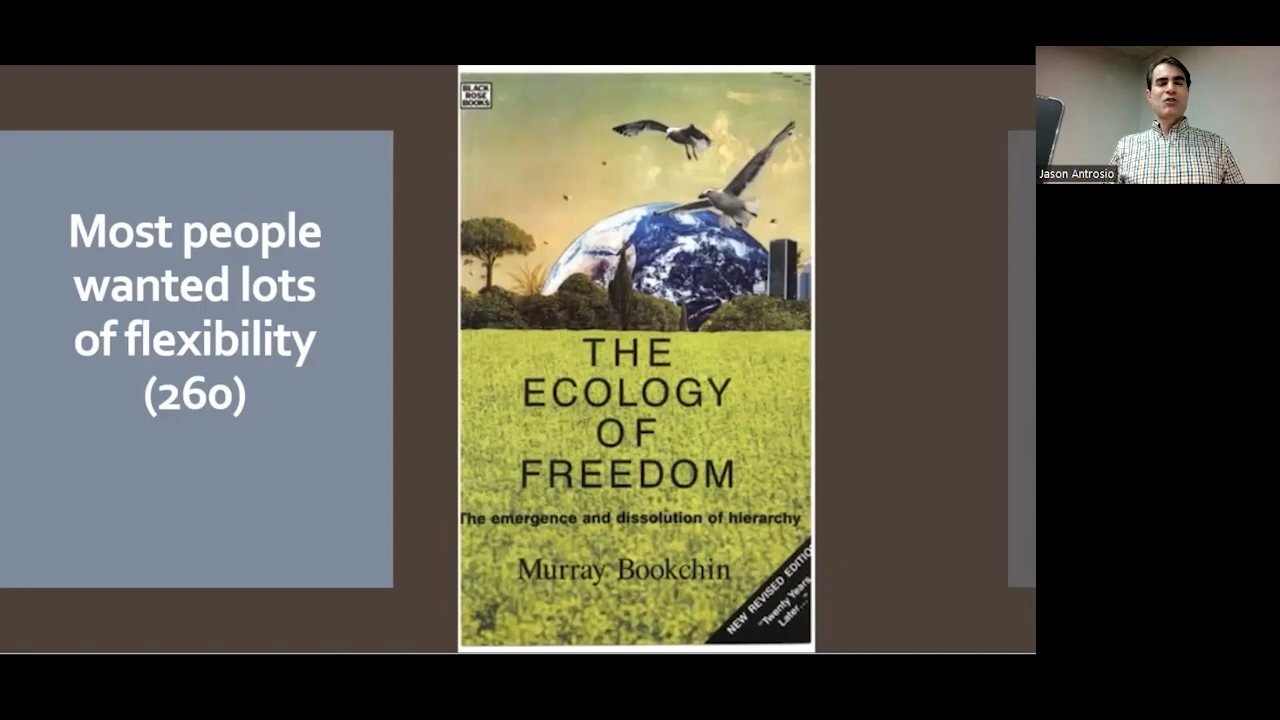 Most people
wanted lots
of flexibility
(260)
BLACK
ROSE
BOOKS
THE
ECOLOGY
OF
FREEDOM
The emergence and dissolution of hierarchy
Murray Bookchin
NEW REVISED EDITIO
"Twenty Years
Later..."
Jason Antrosio